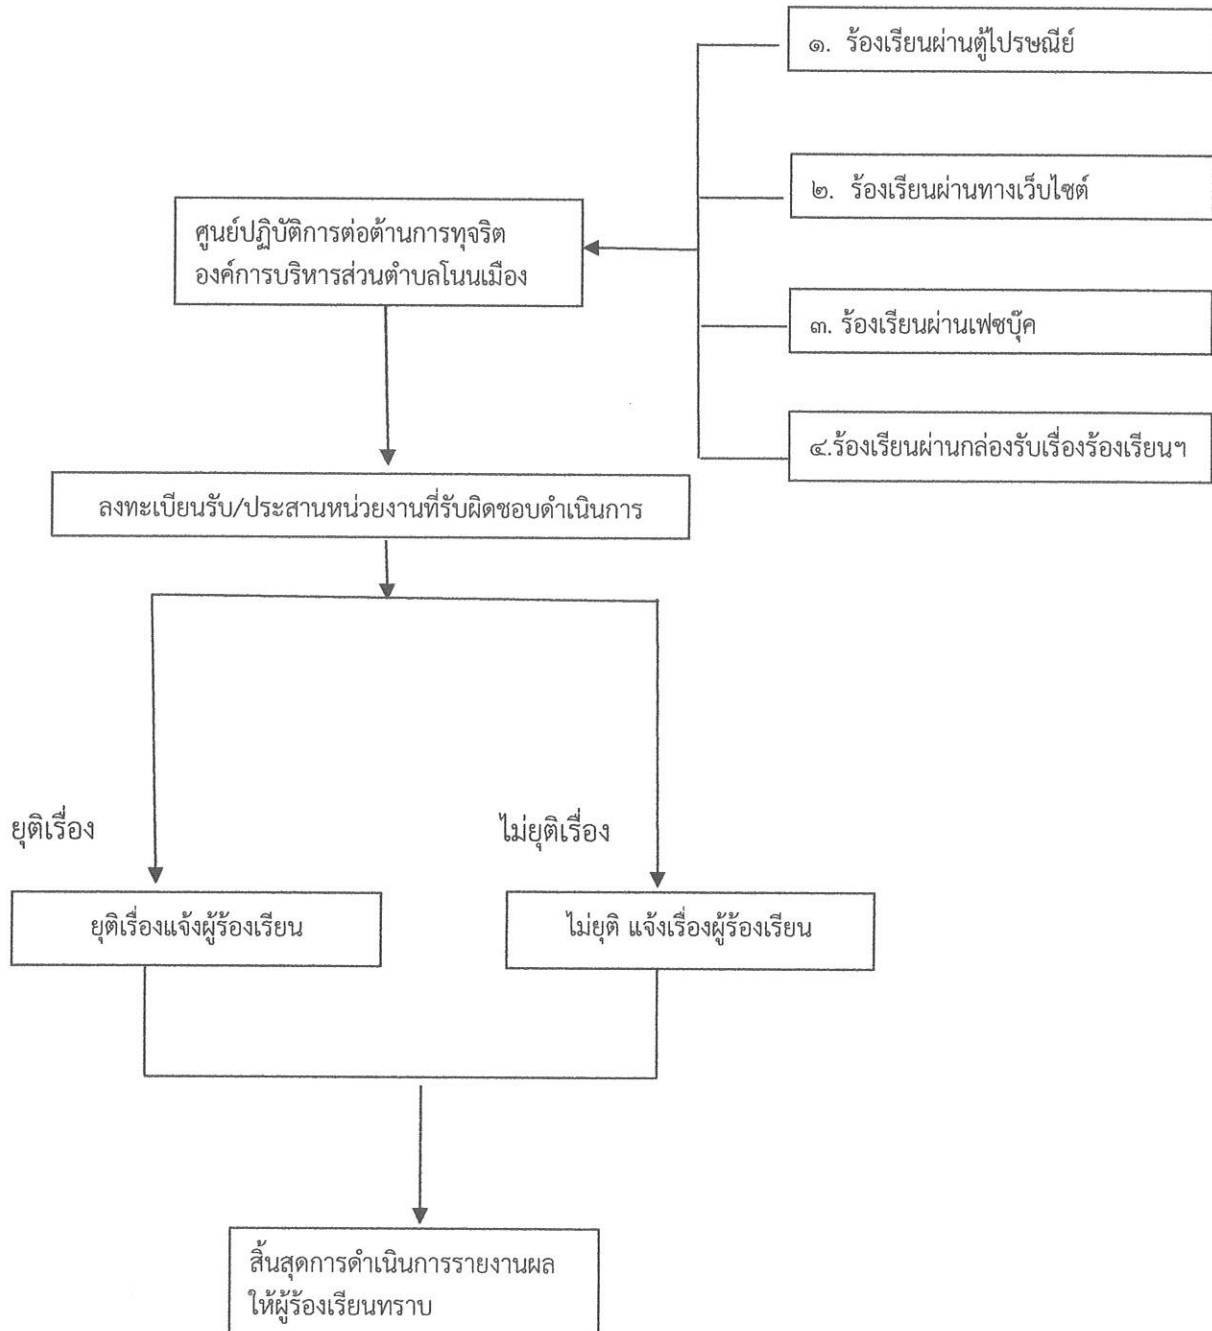 ๑. ร้องเรียนผ่านตู้ไปรษณีย์
๒. ร้องเรียนผ่านทางเว็บไซต์
ศูนย์ปฏิบัติการต่อต้านการทุจริต
องค์การบริหารส่วนตำบลโนนเมือง
๓. ร้องเรียนผ่านเฟซบุ๊ค
๔.ร้องเรียนผ่านกล่องรับเรื่องร้องเรียนฯ
ลงทะเบียนรับ/ประสานหน่วยงานที่รับผิดชอบดำเนินการ
ยุติเรื่อง
ไม่ยุติเรื่อง
ยุติเรื่องแจ้งผู้ร้องเรียน
ไม่ยุติ แจ้งเรื่องผู้ร้องเรียน
สิ้นสุดการดำเนินการรายงานผล
ให้ผู้ร้องเรียนทราบ